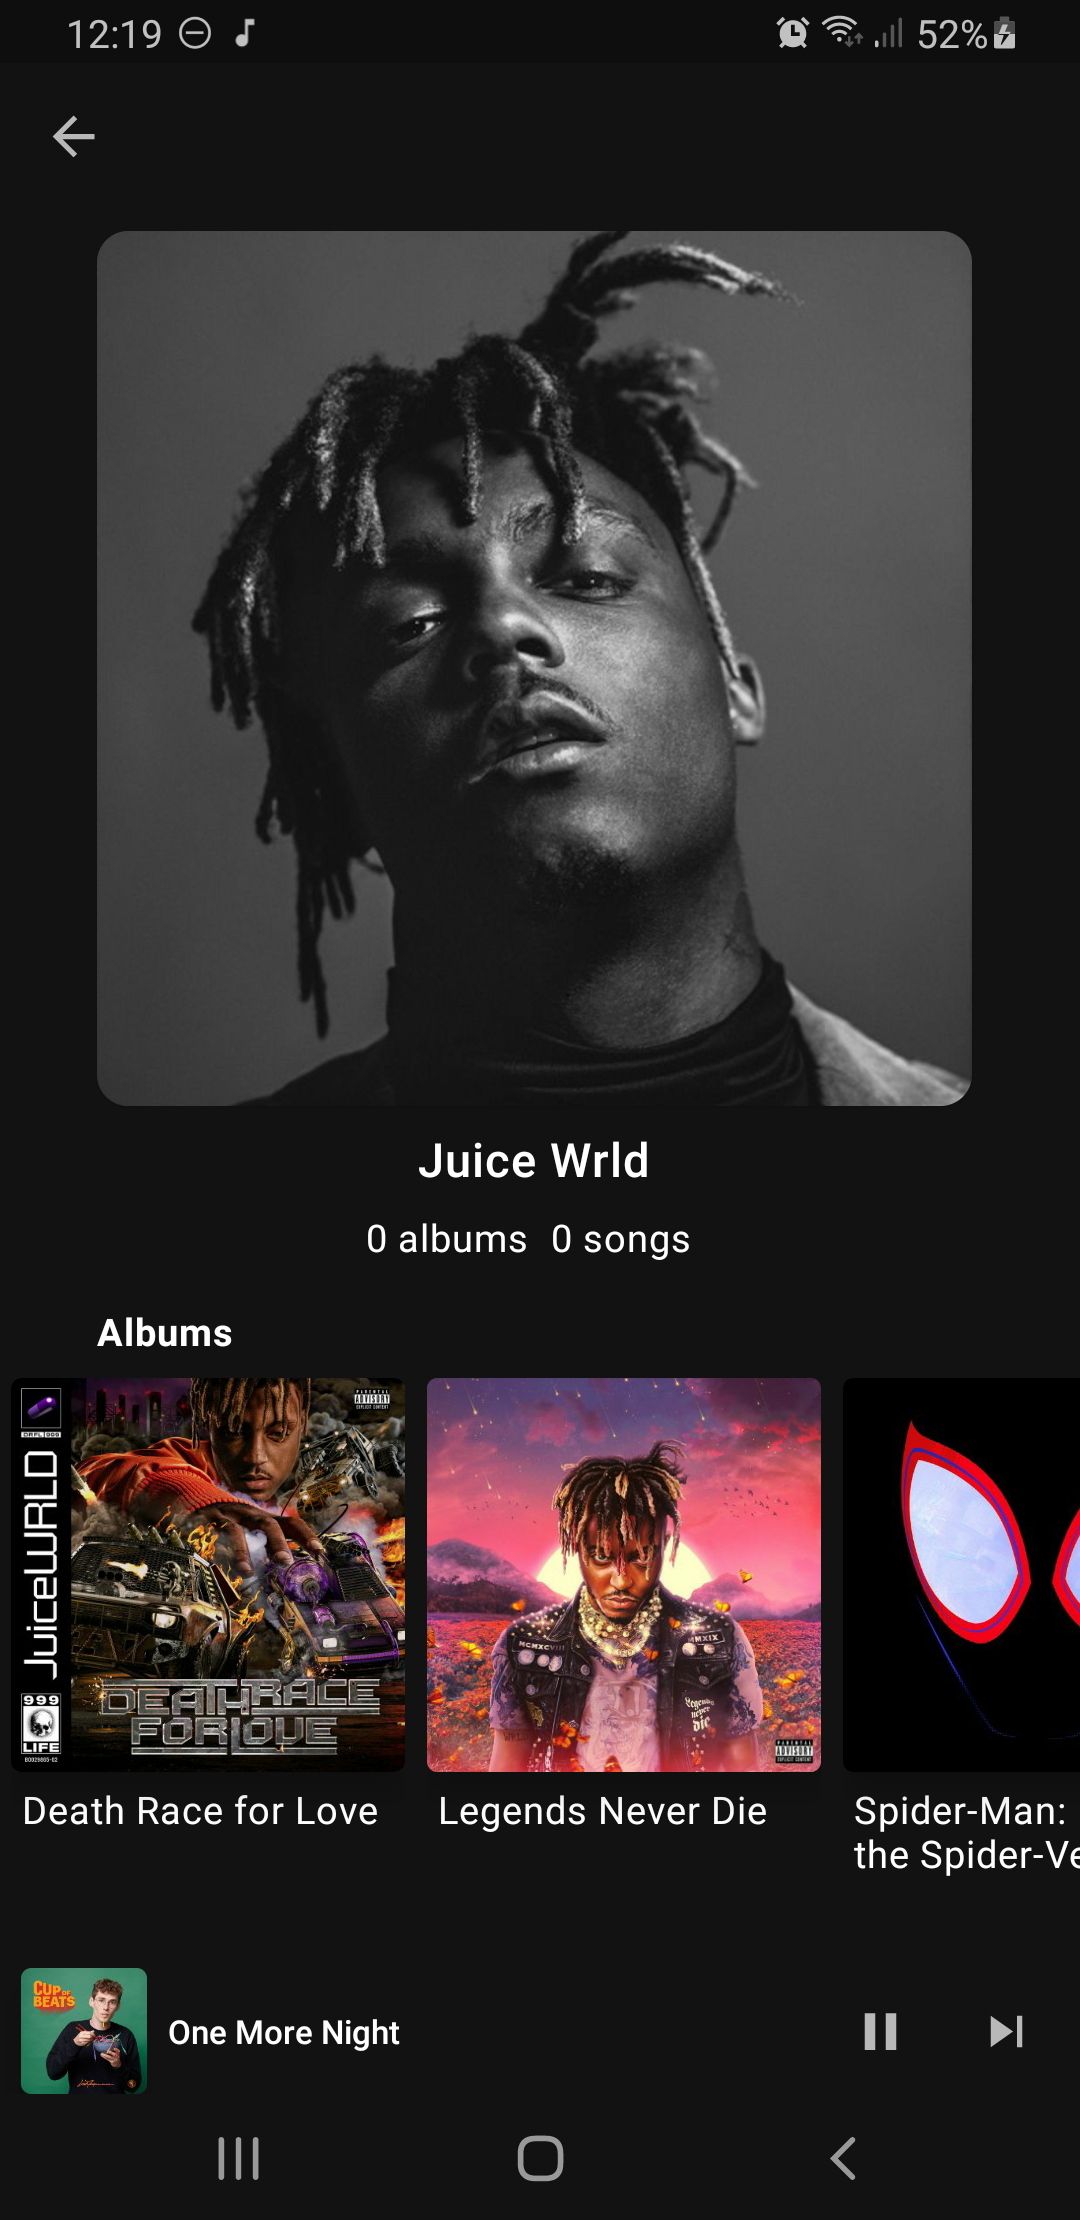 12:19
52%
Juice Wrld
0 albums 0 songs
Albums
JuiceWRLD
PARENTAL
ADVISORY
EXPLICIT CONTENT
999
LIFE
DEATH RACE
FOR LOVE
MCMXCVIII
MXIX
Legends
never
die
PARENTAL
ADVISORY
EXPLICIT CONTENT
Death Race for Love
Legends Never Die
Spider-Man:
the Spider-Ve
CUP OF
BEATS
One More Night